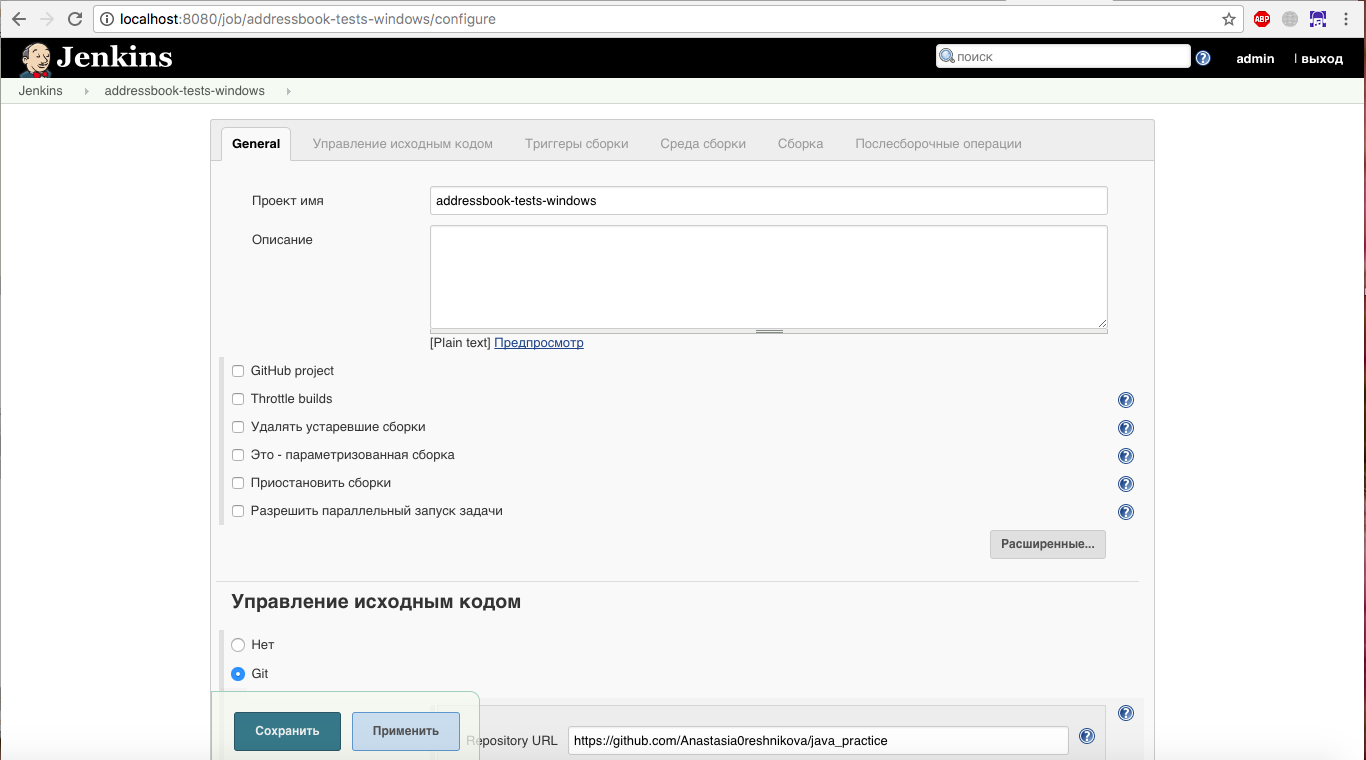 localhost:8080/job/addressbook-tests-windows/configure
ABP
Jenkins
поиск
admin
| выход
Jenkins
addressbook-tests-windows
General
Управление исходным кодом
Триггеры сборки
Среда сборки
Сборка
Послесборочные операции
Проект имя
addressbook-tests-windows
Описание
[Plain text] Предпросмотр
GitHub project
Throttle builds
Удалять устаревшие сборки
Это - параметризованная сборка
Приостановить сборки
Разрешить параллельный запуск задачи
Расширенные...
Управление исходным кодом
Нет
Git
Сохранить
Применить
Repository URL
https://github.com/Anastasia0reshnikova/java_practice